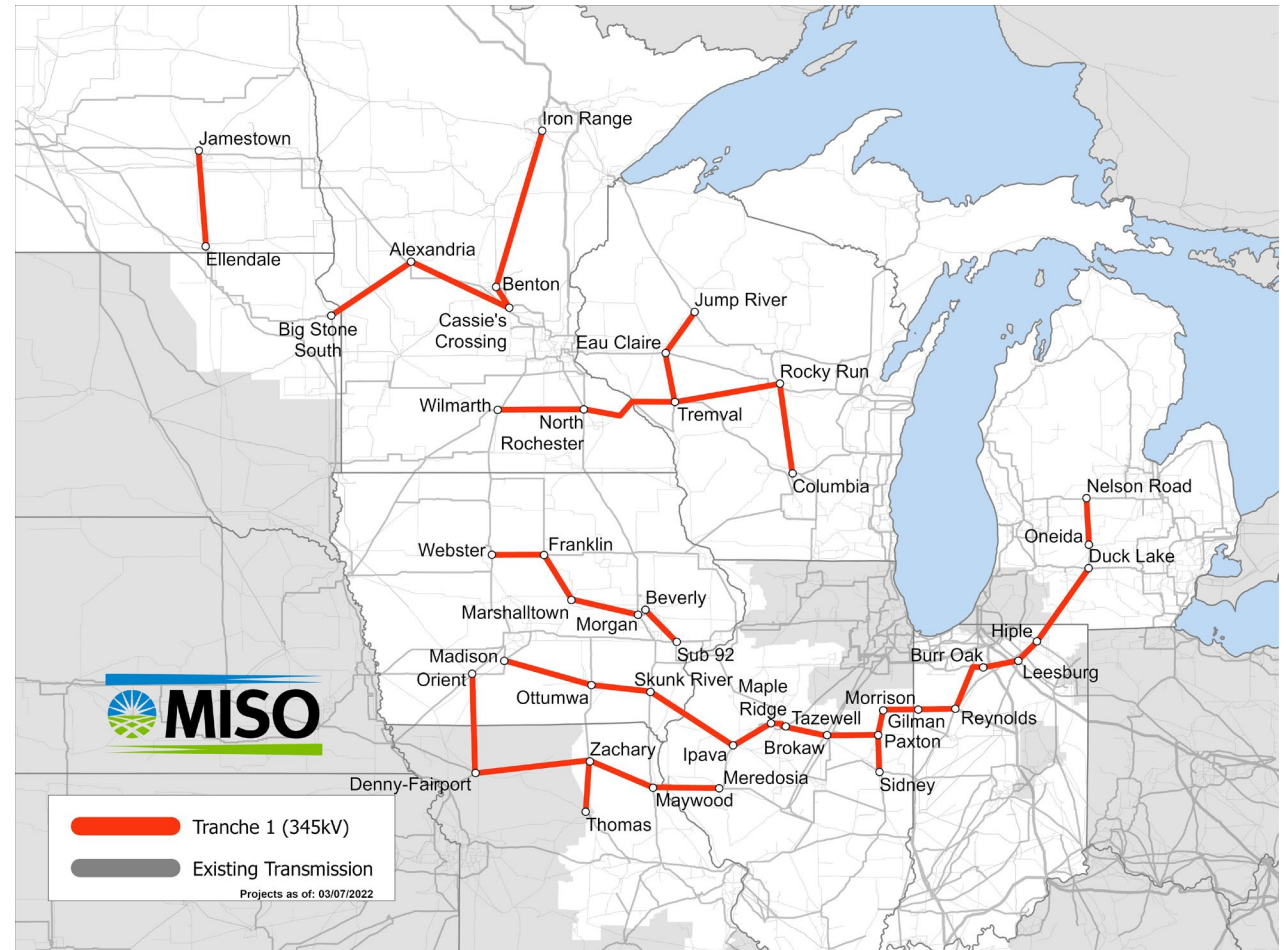 Iron Range
Jamestown
Ellendale
Alexandria
Benton
Big Stone
South
Cassie's
Crossing
Jump River
Eau Claire
Rocky Run
Wilmarth
North
Rochester
Tremval
Columbia
Nelson Road
Oneida
Duck Lake
Webster
Franklin
Marshalltown
Beverly
Morgan
Sub 92
Hiple
Burr Oak
Leesburg
Madison
Orient
Ottumwa
Skunk River
Maple
Ridge
Morrison
Tazewell
Gilman
Reynolds
Ipava
Brokaw
Paxton
Sidney
Zachary
Meredosia
Denny-Fairport
Maywood
Thomas
MISO
Tranche 1 (345kV)
Existing Transmission
Projects as of: 03/07/2022